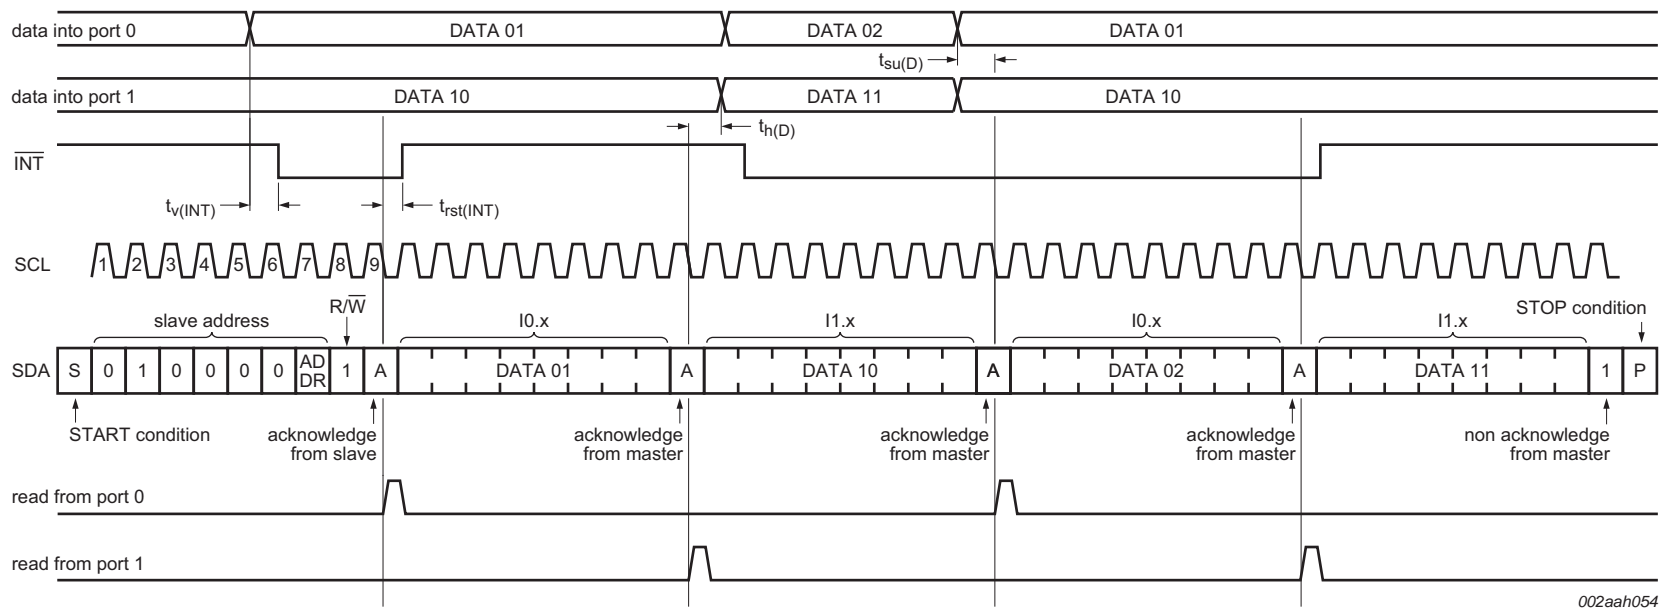 data into port 0 DATA 01 DATA 02 DATA 01
tsu(D)
data into port 1 DATA 10 DATA 11 DATA 10
th(D)
INT
tv(INT) trst(INT)
SCL 1 2 3 4 5 6 7 8 9
R/W
slave address I0.x I1.x I0.x I1.x STOP condition
SDA S 0 1 0 0 0 0 AD DR 1 A DATA 01 A DATA 10 A DATA 02 A DATA 11 1 P
START condition acknowledge from slave acknowledge from master acknowledge from master acknowledge from master non acknowledge from master
read from port 0
read from port 1
002aah054